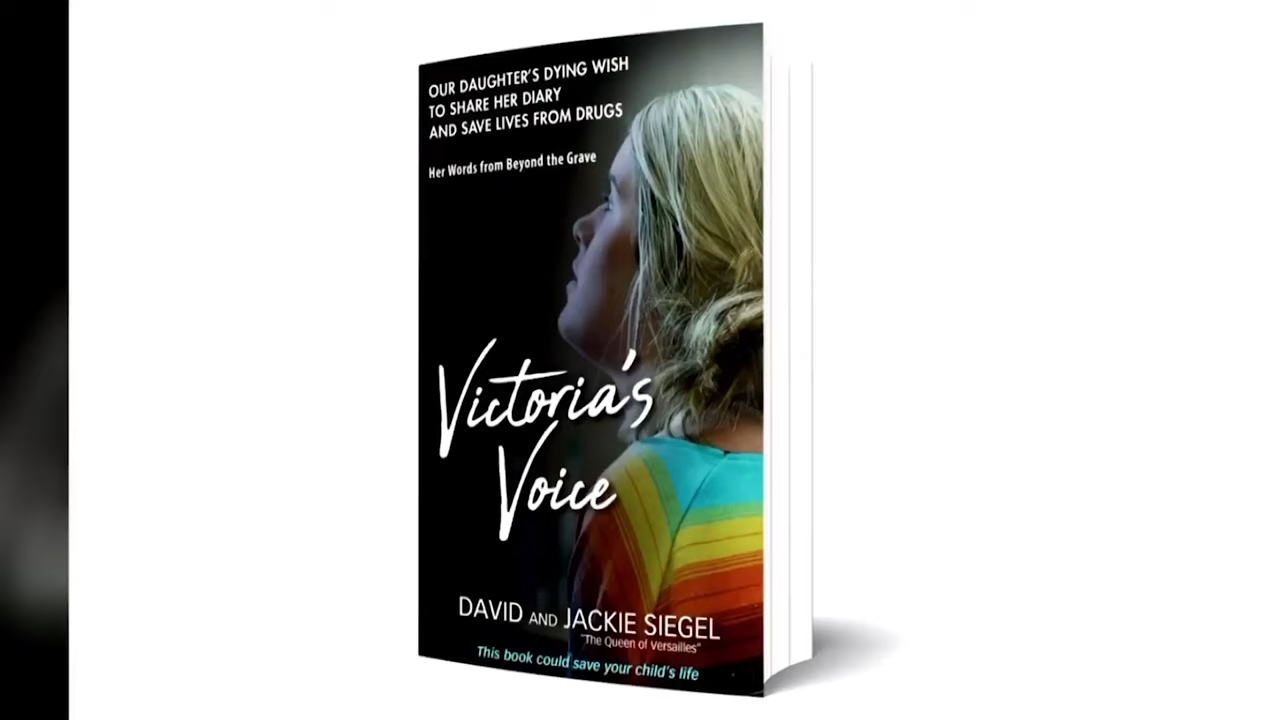 OUR DAUGHTER'S DYING WISH
TO SHARE HER DIARY
AND SAVE LIVES FROM DRUGS
Her Words from Beyond the Grave
Victoria's
Voice
DAVID AND JACKIE SIEGEL
"The Queen of Versailles"
This book could save your child's life